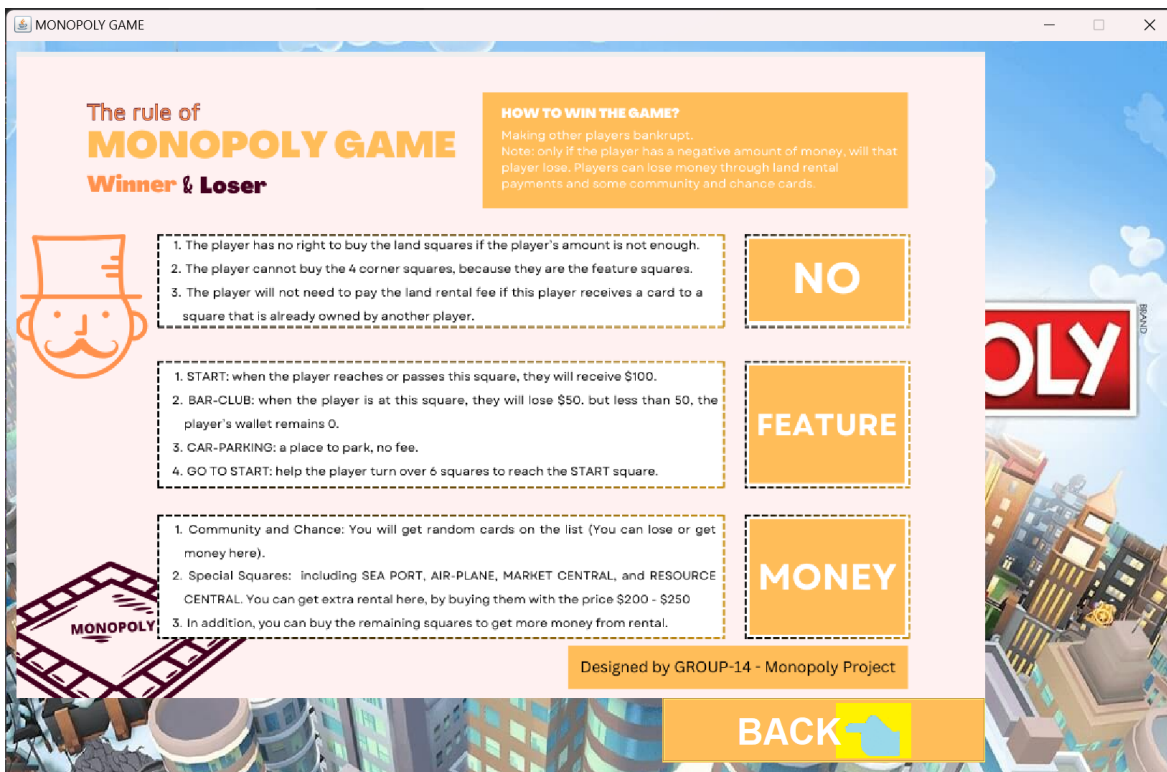 MONOPOLY GAME
The rule of
MONOPOLY GAME
Winner & Loser
HOW TO WIN THE GAME?
Making other players bankrupt.
Note: only if the player has a negative amount of money, will that
player lose. Players can lose money through land rental
payments and some community and chance cards.
1. The player has no right to buy the land squares if the player's amount is not enough.
2. The player cannot buy the 4 corner squares, because they are the feature squares.
3. The player will not need to pay the land rental fee if this player receives a card to a
square that is already owned by another player.
NO
OLY
BRAND
1. START: when the player reaches or passes this square, they will receive $100.
2. BAR-CLUB: when the player is at this square, they will lose $50. but less than 50, the
player's wallet remains 0.
3. CAR-PARKING: a place to park, no fee.
4. GO TO START: help the player turn over 6 squares to reach the START square.
FEATURE
1. Community and Chance: You will get random cards on the list (You can lose or get
money here).
2. Special Squares: including SEA PORT, AIR-PLANE, MARKET CENTRAL, and RESOURCE
CENTRAL. You can get extra rental here, by buying them with the price $200 - $250
3. In addition, you can buy the remaining squares to get more money from rental.
MONEY
MONOPOLY
Designed by GROUP-14 - Monopoly Project
BACK